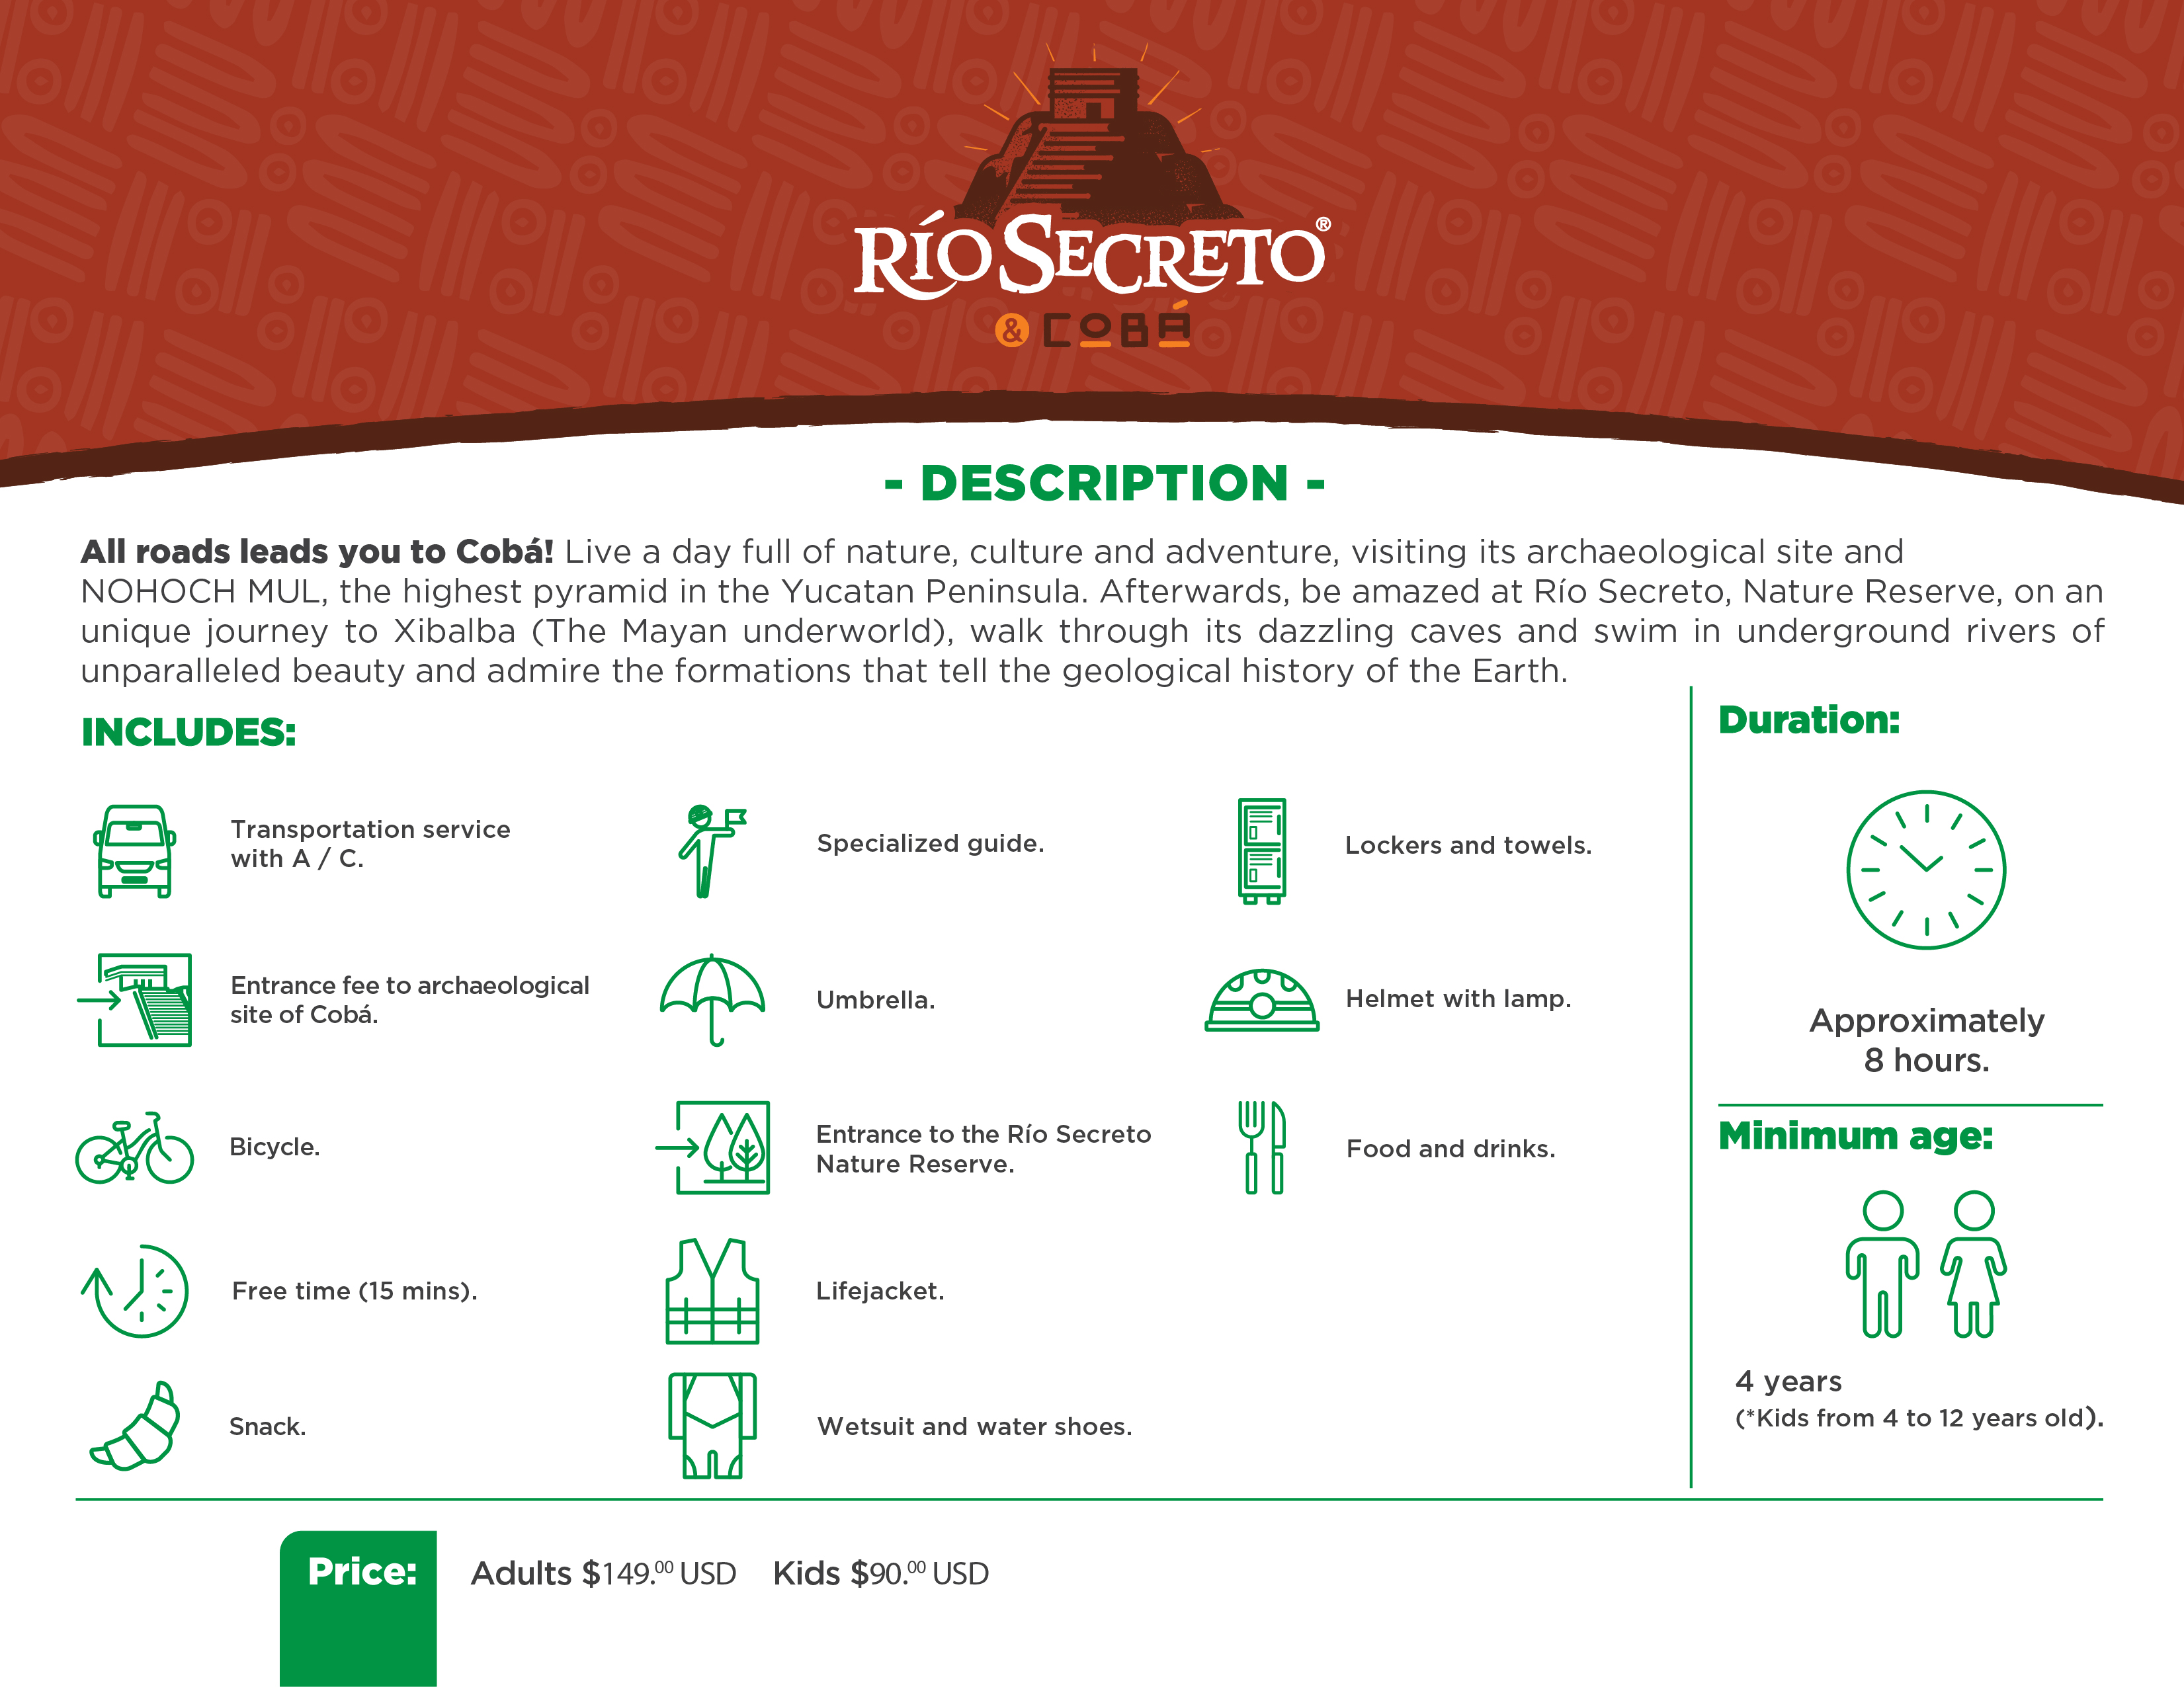 RÍO SECRETO®
& COBÁ
- DESCRIPTION -
All roads leads you to Cobá! Live a day full of nature, culture and adventure, visiting its archaeological site and
NOHOCH MUL, the highest pyramid in the Yucatan Peninsula. Afterwards, be amazed at Río Secreto, Nature Reserve, on an
unique journey to Xibalba (The Mayan underworld), walk through its dazzling caves and swim in underground rivers of
unparalleled beauty and admire the formations that tell the geological history of the Earth.
INCLUDES:
Transportation service
with A / C.
Entrance fee to archaeological
site of Cobá.
Bicycle.
Free time (15 mins).
Snack.
Specialized guide.
Umbrella.
Entrance to the Río Secreto
Nature Reserve.
Lifejacket.
Wetsuit and water shoes.
Lockers and towels.
Helmet with lamp.
Food and drinks.
Duration:
Approximately
8 hours.
Minimum age:
4 years
(*Kids from 4 to 12 years old).
Price:
Adults $149.00 USD Kids $90.00 USD